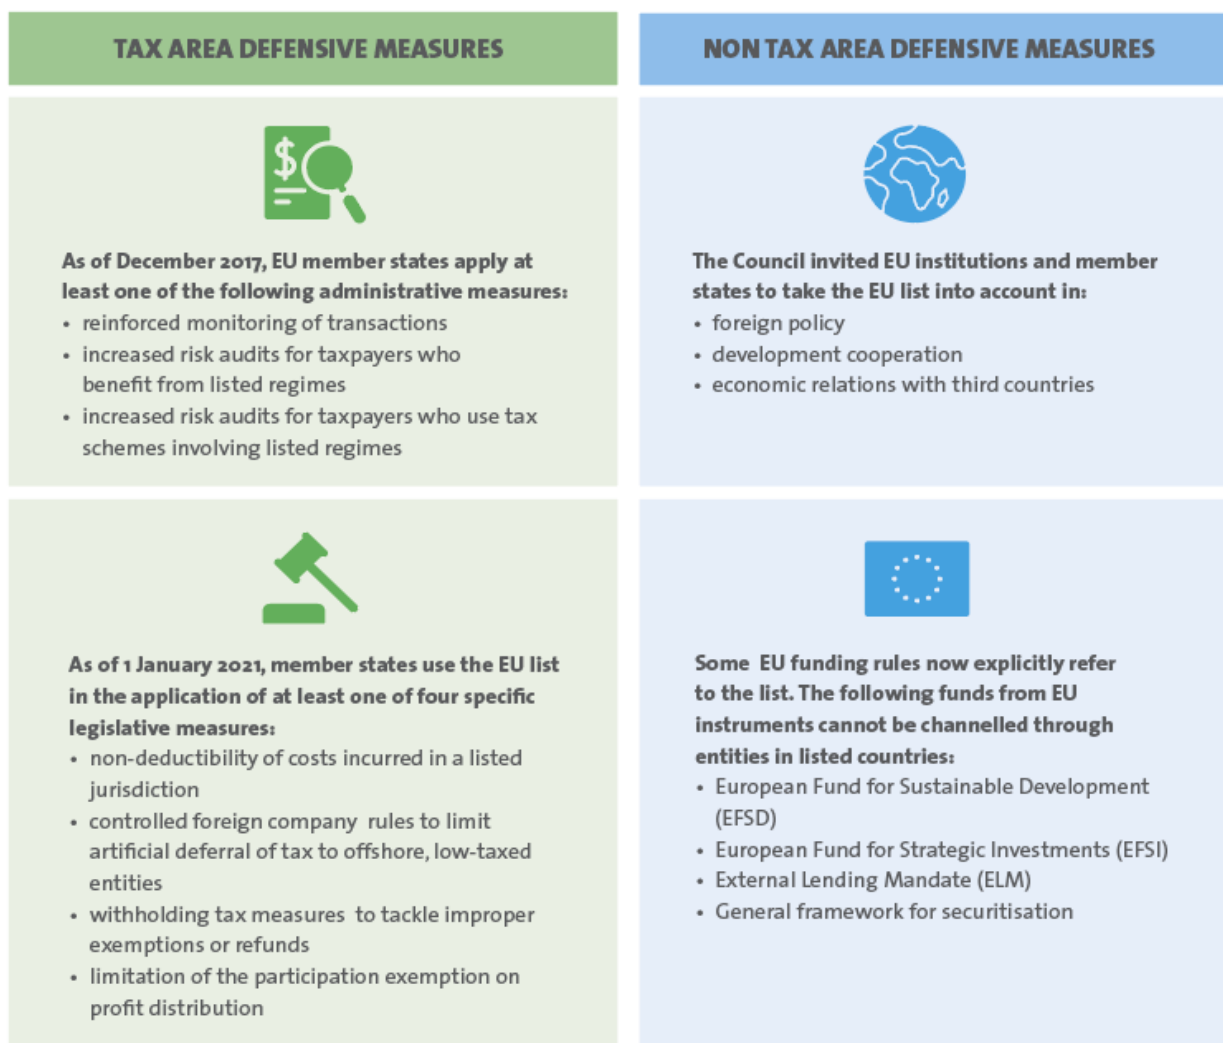 TAX AREA DEFENSIVE MEASURES
NON TAX AREA DEFENSIVE MEASURES
$
As of December 2017, EU member states apply at
least one of the following administrative measures:
• reinforced monitoring of transactions
• increased risk audits for taxpayers who
benefit from listed regimes
• increased risk audits for taxpayers who use tax
schemes involving listed regimes
The Council invited EU institutions and member
states to take the EU list into account in:
• foreign policy
• development cooperation
• economic relations with third countries
As of 1 January 2021, member states use the EU list
in the application of at least one of four specific
legislative measures:
• non-deductibility of costs incurred in a listed
jurisdiction
• controlled foreign company rules to limit
artificial deferral of tax to offshore, low-taxed
entities
• withholding tax measures to tackle improper
exemptions or refunds
• limitation of the participation exemption on
profit distribution
Some EU funding rules now explicitly refer
to the list. The following funds from EU
instruments cannot be channelled through
entities in listed countries:
• European Fund for Sustainable Development
(EFSD)
• European Fund for Strategic Investments (EFSI)
• External Lending Mandate (ELM)
• General framework for securitisation